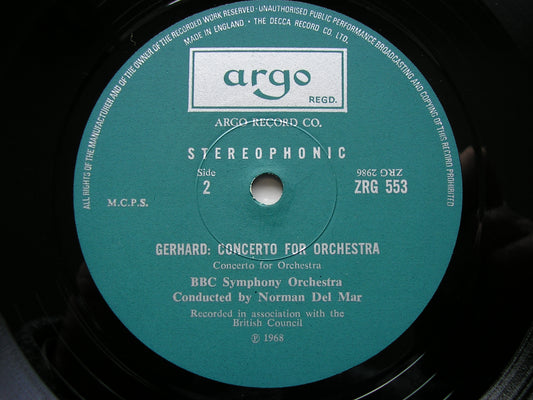 ALL RIGHTS OF THE MANUFACTURER AND OF THE OWNER OF THE RECORDED WORK RESERVED · UNAUTHORISED PUBLIC PERFORMANCE BROADCASTING AND COPYING OF THIS RECORD PROHIBITED
MADE IN ENGLAND · THE DECCA RECORD CO. LTD.
argo
REGD.
ARGO RECORD CO.
STEREOPHONIC
Side
2
ZRG 2986
ZRG 553
M.C.P.S.
GERHARD: CONCERTO FOR ORCHESTRA
Concerto for Orchestra
BBC Symphony Orchestra
Conducted by Norman Del Mar
Recorded in association with the
British Council
℗ 1968